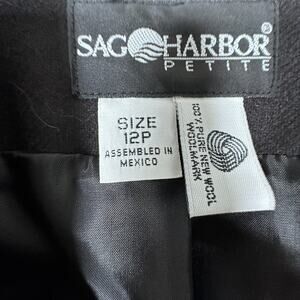 SAG HARBOR
PETITE
SIZE
12P
ASSEMBLED IN
MEXICO
100% PURE NEW WOOL
WOOLMARK